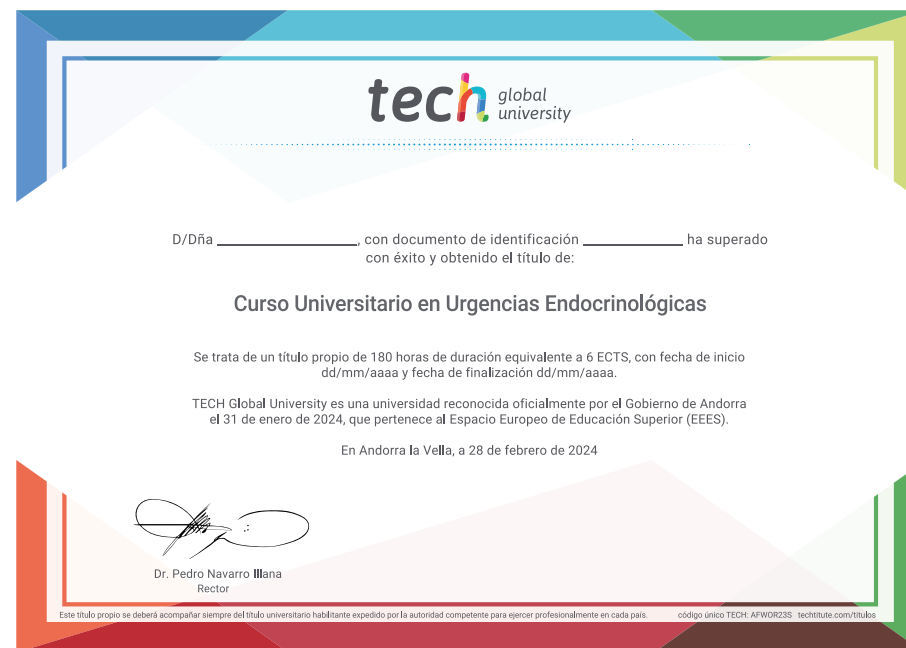 tech global
university
D/Dña ____________, con documento de identificación ____________ ha superado
con éxito y obtenido el título de:
Curso Universitario en Urgencias Endocrinológicas
Se trata de un título propio de 180 horas de duración equivalente a 6 ECTS, con fecha de inicio
dd/mm/aaaa y fecha de finalización dd/mm/aaaa.
TECH Global University es una universidad reconocida oficialmente por el Gobierno de Andorra
el 31 de enero de 2024, que pertenece al Espacio Europeo de Educación Superior (EEES).
En Andorra la Vella, a 28 de febrero de 2024
Dr. Pedro Navarro Illana
Rector
Este título propio se deberá acompañar siempre del título universitario habilitante expedido por la autoridad competente para ejercer profesionalmente en cada país. código único TECH: AFWOR23S techtitute.com/titulos